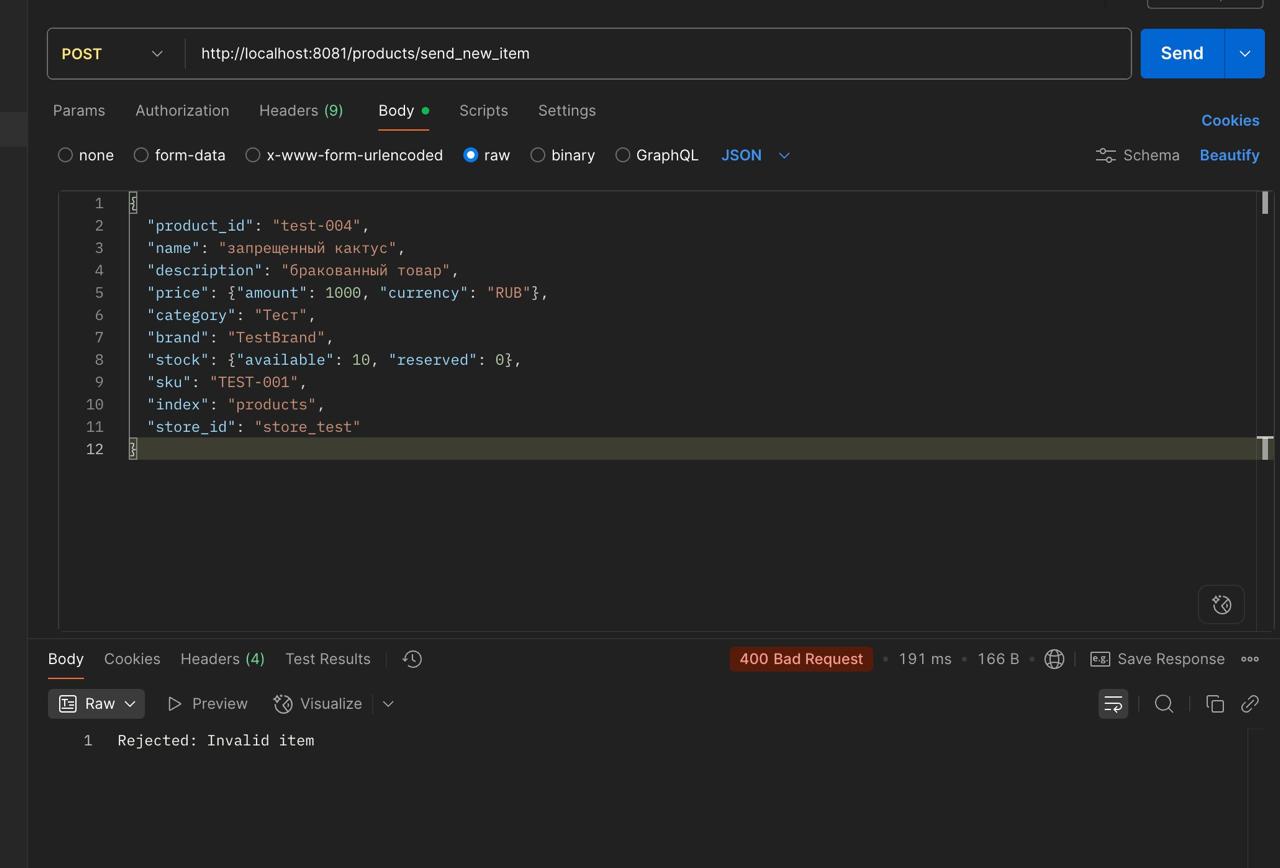 POST http://localhost:8081/products/send_new_item Send
Params Authorization Headers (9) Body Scripts Settings Cookies
none form-data x-www-form-urlencoded raw binary GraphQL JSON Schema Beautify
1 {
2 "product_id": "test-004",
3 "name": "запрещенный кактус",
4 "description": "бракованный товар",
5 "price": {"amount": 1000, "currency": "RUB"},
6 "category": "Тест",
7 "brand": "TestBrand",
8 "stock": {"available": 10, "reserved": 0},
9 "sku": "TEST-001",
10 "index": "products",
11 "store_id": "store_test"
12 }
Body Cookies Headers (4) Test Results 400 Bad Request • 191 ms • 166 B • e.g. Save Response
Raw Preview Visualize
1 Rejected: Invalid item